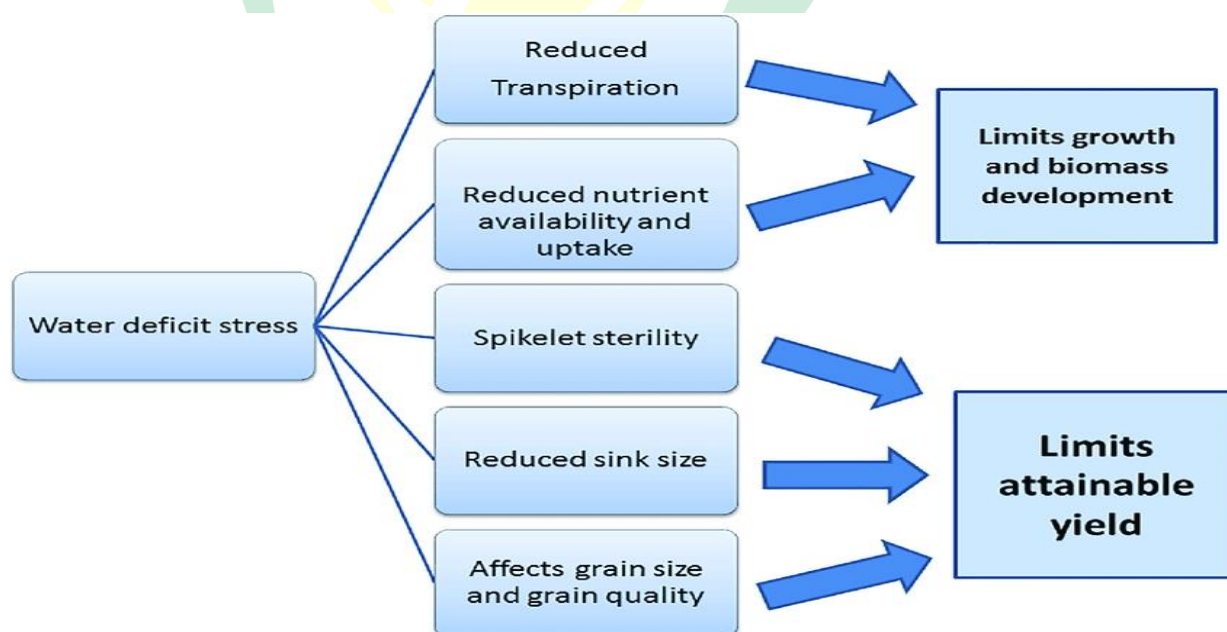 Reduced
Transpiration
Limits growth
and biomass
development
Reduced nutrient
availability and
uptake
Water deficit stress
Spikelet sterility
Reduced sink size
Limits
attainable
yield
Affects grain size
and grain quality